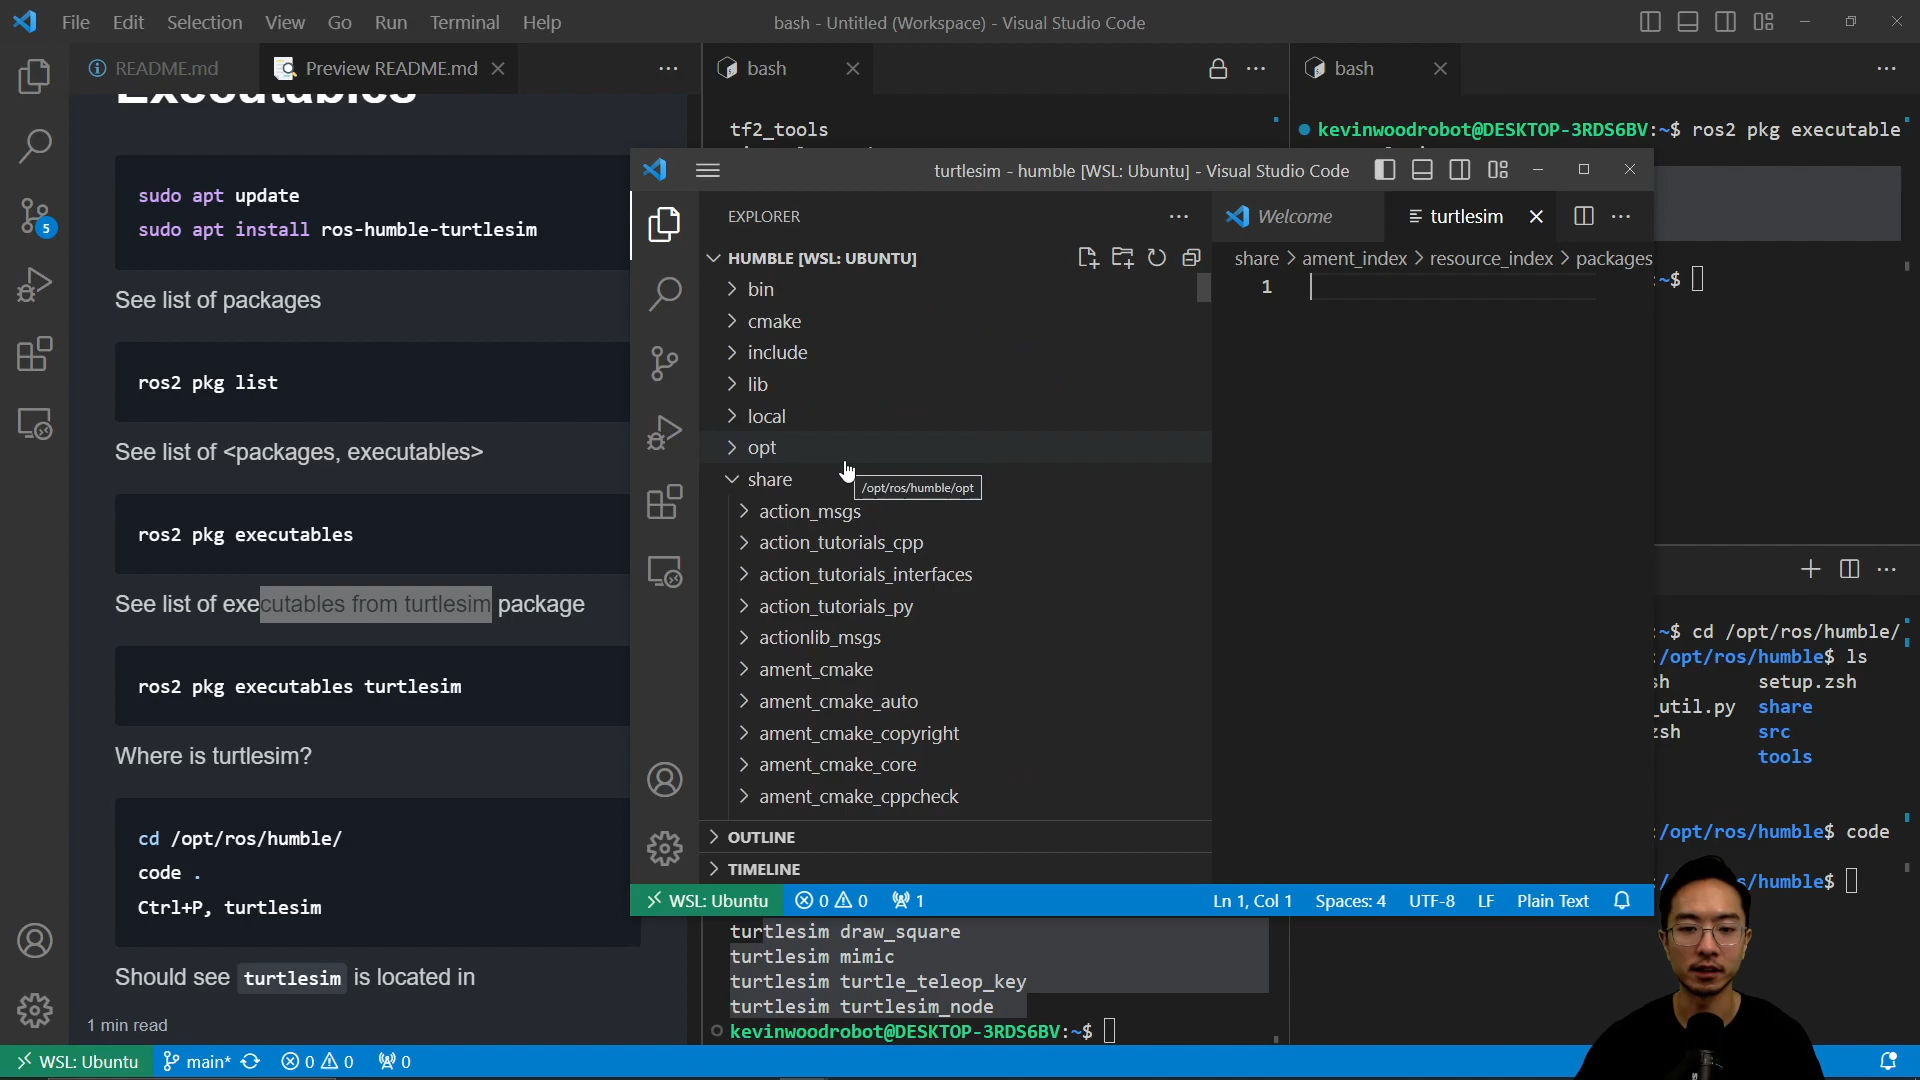 File Edit Selection View Go Run Terminal Help
bash - Untitled (Workspace) - Visual Studio Code
README.md
Preview README.md
bash
bash
Executables
sudo apt update
sudo apt install ros-humble-turtlesim
See list of packages
ros2 pkg list
See list of <packages, executables>
ros2 pkg executables
See list of executables from turtlesim package
ros2 pkg executables turtlesim
Where is turtlesim?
cd /opt/ros/humble/
code .
Ctrl+P, turtlesim
Should see turtlesim is located in
1 min read
5
tf2_tools
kevinwoodrobot@DESKTOP-3RDS6BV:~$ ros2 pkg executable
turtlesim - humble [WSL: Ubuntu] - Visual Studio Code
EXPLORER
HUMBLE [WSL: UBUNTU]
bin
cmake
include
lib
local
opt
/opt/ros/humble/opt
share
action_msgs
action_tutorials_cpp
action_tutorials_interfaces
action_tutorials_py
actionlib_msgs
ament_cmake
ament_cmake_auto
ament_cmake_copyright
ament_cmake_core
ament_cmake_cppcheck
OUTLINE
TIMELINE
Welcome
turtlesim
share > ament_index > resource_index > packages
1
WSL: Ubuntu 0 0 1
Ln 1, Col 1 Spaces: 4 UTF-8 LF Plain Text
:~$
:~$ cd /opt/ros/humble/
:/opt/ros/humble$ ls
sh setup.zsh
_util.py share
zsh src
tools
:/opt/ros/humble$ code
:/opt/ros/humble$
turtlesim draw_square
turtlesim mimic
turtlesim turtle_teleop_key
turtlesim turtlesim_node
kevinwoodrobot@DESKTOP-3RDS6BV:~$
WSL: Ubuntu main* 0 0 0